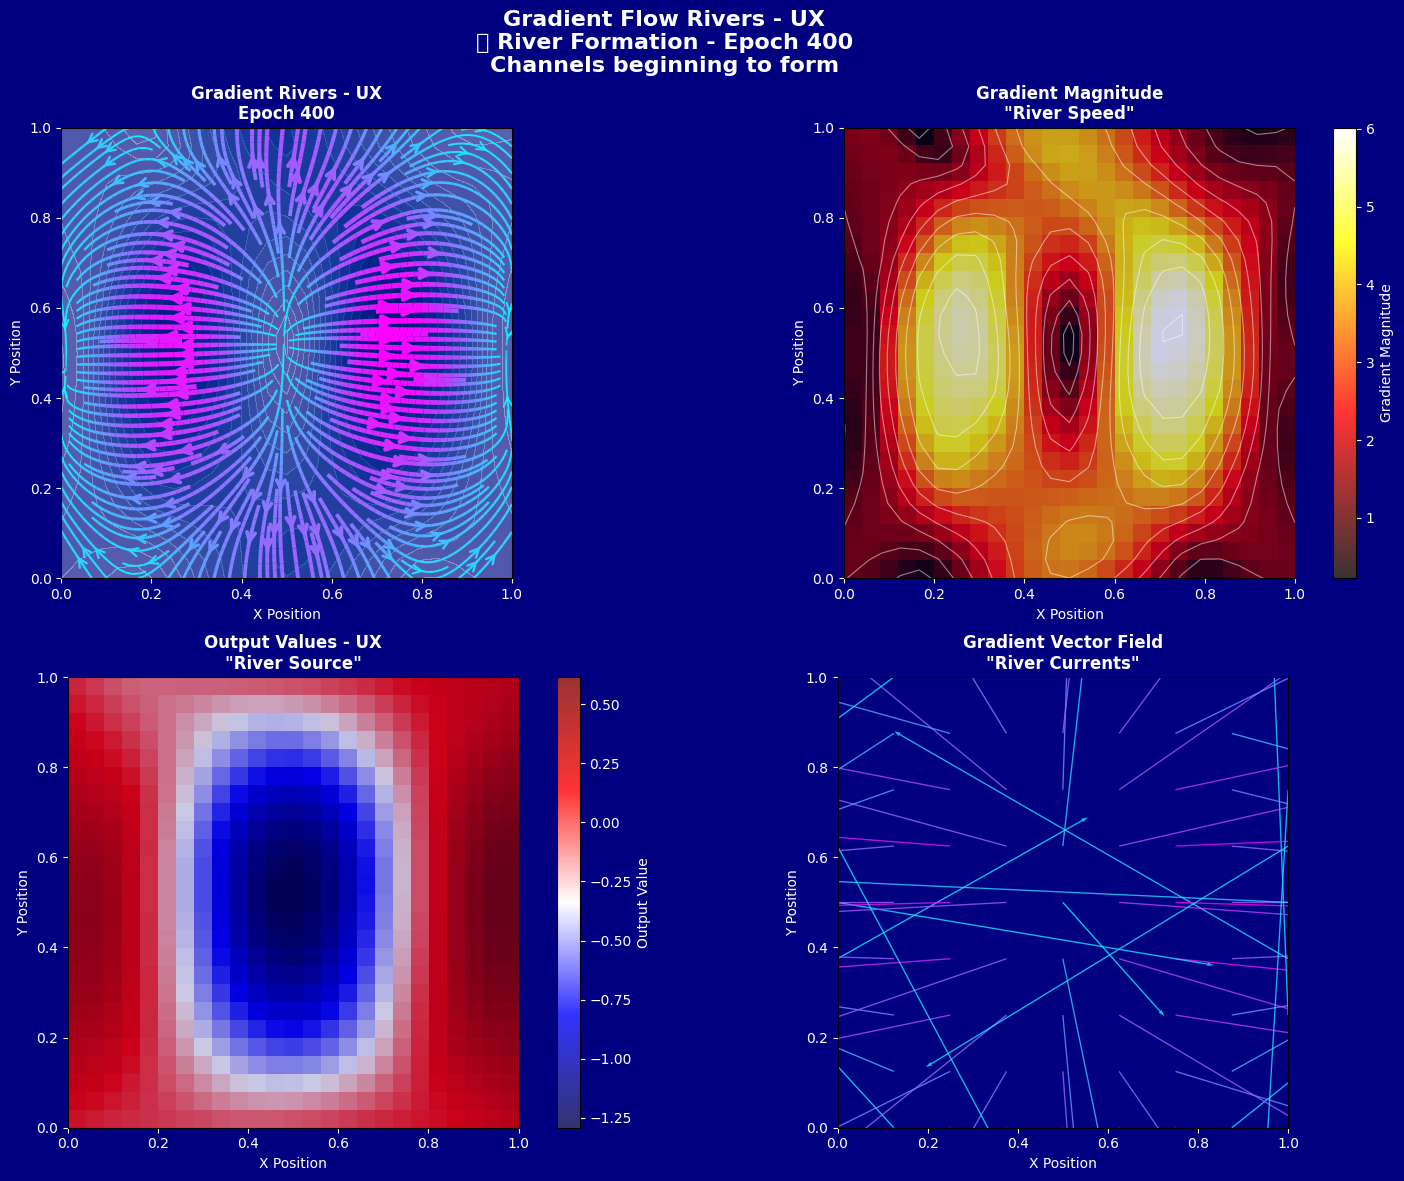 Gradient Flow Rivers - UX
▯ River Formation - Epoch 400
Channels beginning to form
Gradient Rivers - UX
Epoch 400
1.0
0.8
0.6
0.4
0.2
0.0
Y Position
0.0 0.2 0.4 0.6 0.8 1.0
X Position
Gradient Magnitude
"River Speed"
1.0
0.8
0.6
0.4
0.2
0.0
Y Position
0.0 0.2 0.4 0.6 0.8 1.0
X Position
6
5
4
3
2
1
Gradient Magnitude
Output Values - UX
"River Source"
1.0
0.8
0.6
0.4
0.2
0.0
Y Position
0.0 0.2 0.4 0.6 0.8 1.0
X Position
0.50
0.25
0.00
−0.25
−0.50
−0.75
−1.00
−1.25
Output Value
Gradient Vector Field
"River Currents"
1.0
0.8
0.6
0.4
0.2
0.0
Y Position
0.0 0.2 0.4 0.6 0.8 1.0
X Position